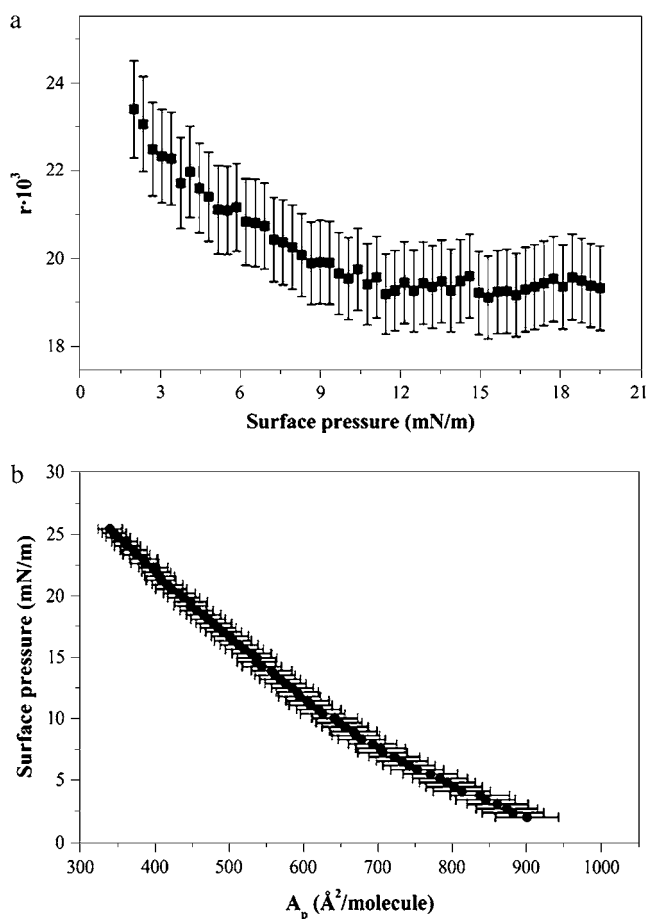 a
24
22
20
18
r·10³
0 3 6 9 12 15 18 21
Surface pressure (mN/m)
b
30
25
20
15
10
5
0
Surface pressure (mN/m)
300 400 500 600 700 800 900 1000
Aₚ (Å²/molecule)